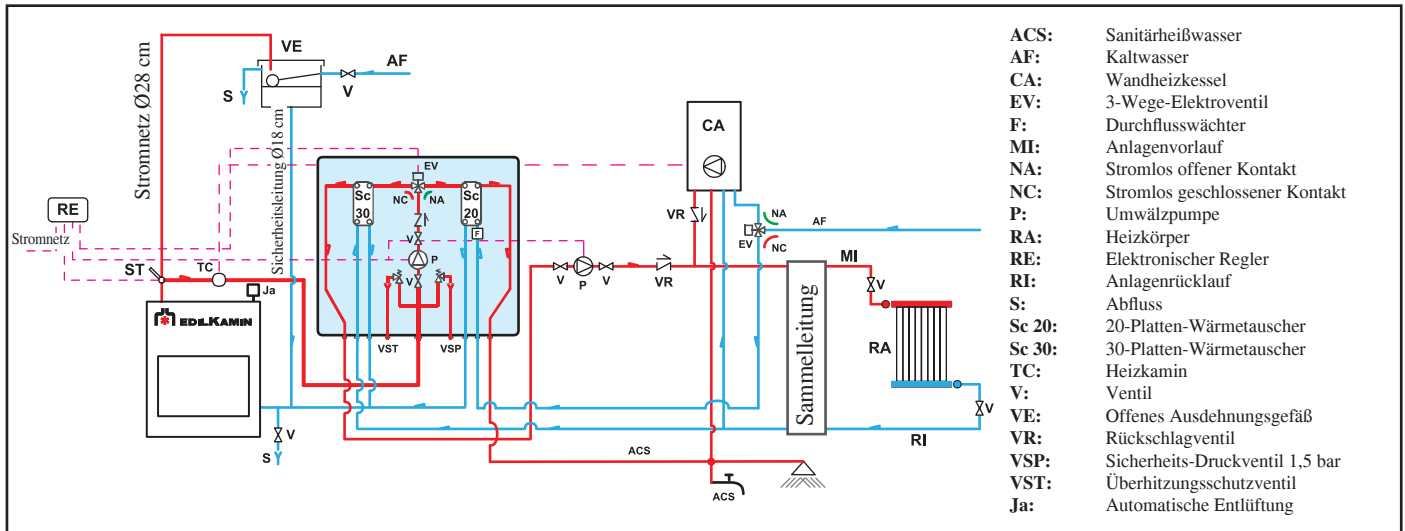 Stromnetz Ø28 cm
VE
AF
S
V
Sicherheitsleitung Ø18 cm
RE
Stromnetz
ST
TC
Ja
EDILKAMIN
V
S
EV
Sc
30
NC
NA
Sc
20
F
V
P
V
VST
VSP
CA
VR
NA
EV
NC
AF
V
P
V
VR
MI
V
Sammelleitung
RA
V
RI
ACS
ACS
ACS: Sanitärheißwasser
AF: Kaltwasser
CA: Wandheizkessel
EV: 3-Wege-Elektroventil
F: Durchflusswächter
MI: Anlagenvorlauf
NA: Stromlos offener Kontakt
NC: Stromlos geschlossener Kontakt
P: Umwälzpumpe
RA: Heizkörper
RE: Elektronischer Regler
RI: Anlagenrücklauf
S: Abfluss
Sc 20: 20-Platten-Wärmetauscher
Sc 30: 30-Platten-Wärmetauscher
TC: Heizkamin
V: Ventil
VE: Offenes Ausdehnungsgefäß
VR: Rückschlagventil
VSP: Sicherheits-Druckventil 1,5 bar
VST: Überhitzungsschutzventil
Ja: Automatische Entlüftung